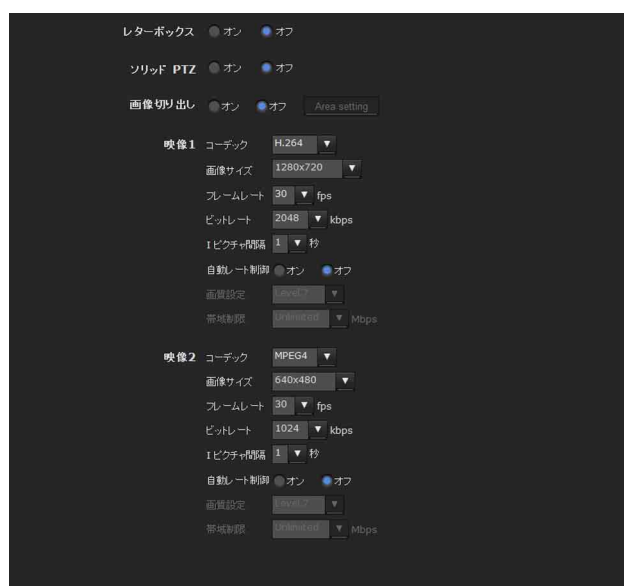 レターボックス オン オフ
ソリッド PTZ オン オフ
画像切り出し オン オフ Area setting
映像1 コーデック H.264
画像サイズ 1280x720
フレームレート 30 fps
ビットレート 2048 kbps
I ピクチャ間隔 1 秒
自動レート制御 オン オフ
画質設定 Level 7
帯域制限 Unlimited Mbps
映像2 コーデック MPEG4
画像サイズ 640x480
フレームレート 30 fps
ビットレート 1024 kbps
I ピクチャ間隔 1 秒
自動レート制御 オン オフ
画質設定 Level 7
帯域制限 Unlimited Mbps